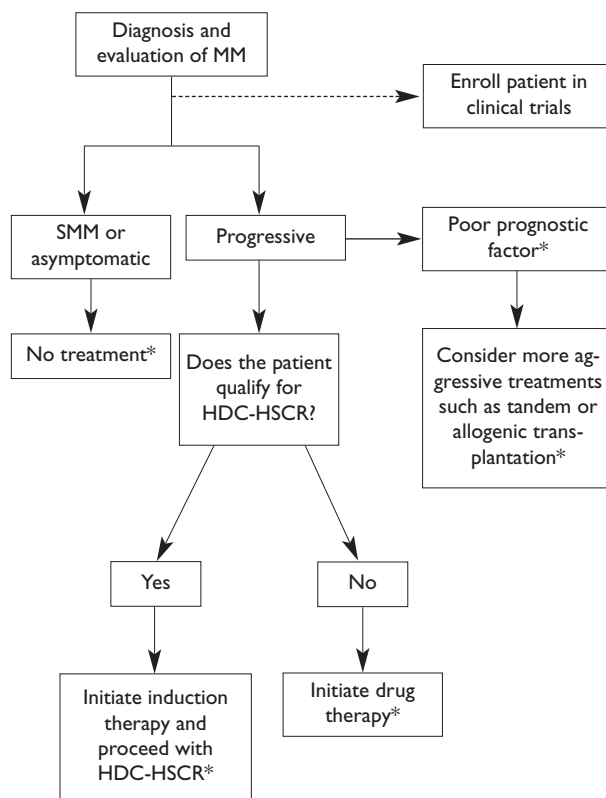 Diagnosis and
evaluation of MM
Enroll patient in
clinical trials
SMM or
asymptomatic
Progressive
Poor prognostic
factor*
No treatment*
Does the patient
qualify for
HDC-HSCR?
Consider more ag-
gressive treatments
such as tandem or
allogenic trans-
plantation*
Yes
No
Initiate induction
therapy and
proceed with
HDC-HSCR*
Initiate drug
therapy*